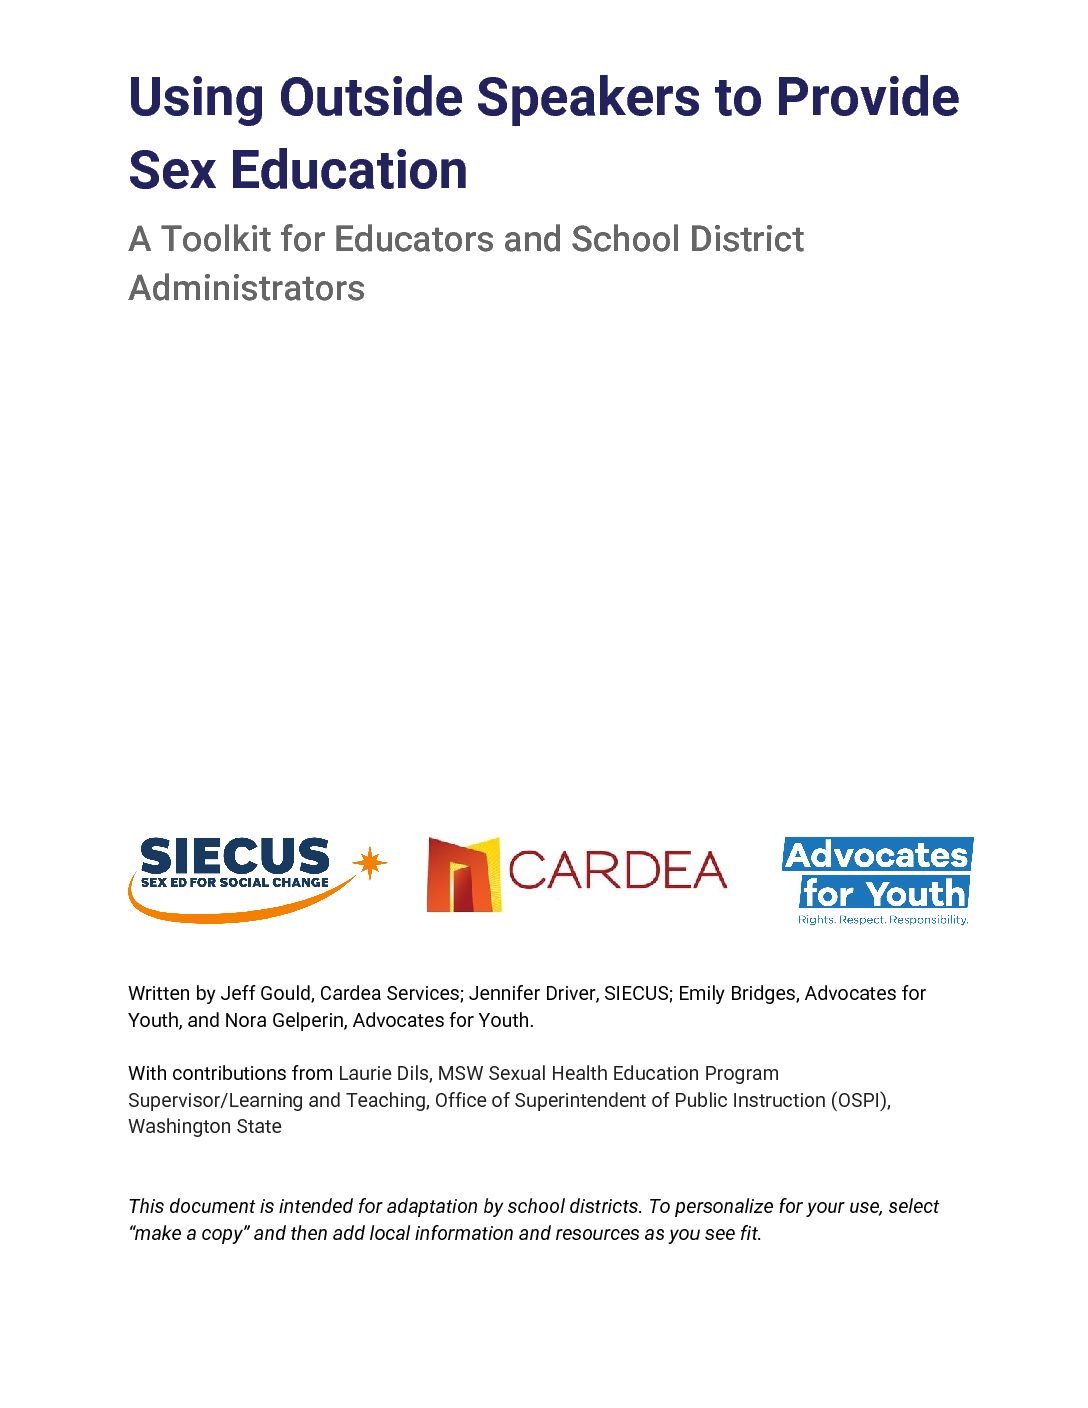 Using Outside Speakers to Provide
Sex Education
A Toolkit for Educators and School District
Administrators
SIECUS
SEX ED FOR SOCIAL CHANGE
CARDEA
Advocates
for Youth
Rights. Respect. Responsibility.
Written by Jeff Gould, Cardea Services; Jennifer Driver, SIECUS; Emily Bridges, Advocates for
Youth, and Nora Gelperin, Advocates for Youth.
With contributions from Laurie Dils, MSW Sexual Health Education Program
Supervisor/Learning and Teaching, Office of Superintendent of Public Instruction (OSPI),
Washington State
This document is intended for adaptation by school districts. To personalize for your use, select
“make a copy” and then add local information and resources as you see fit.